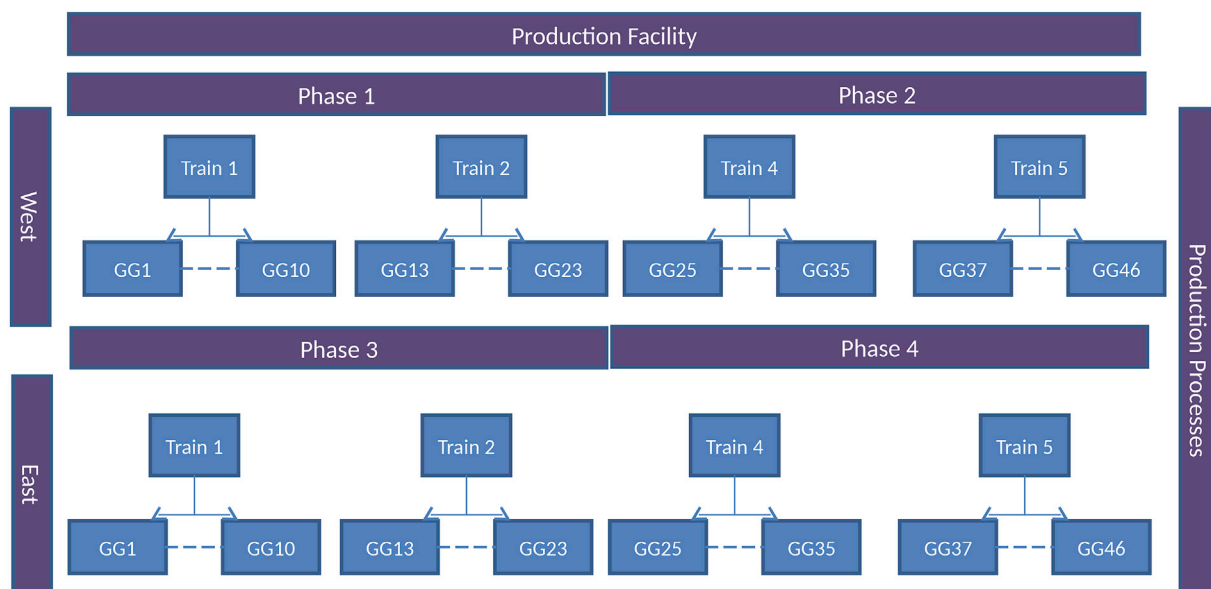 Production Facility
Phase 1
Phase 2
West
Train 1
Train 2
Train 4
Train 5
GG1
GG10
GG13
GG23
GG25
GG35
GG37
GG46
Production Processes
Phase 3
Phase 4
East
Train 1
Train 2
Train 4
Train 5
GG1
GG10
GG13
GG23
GG25
GG35
GG37
GG46